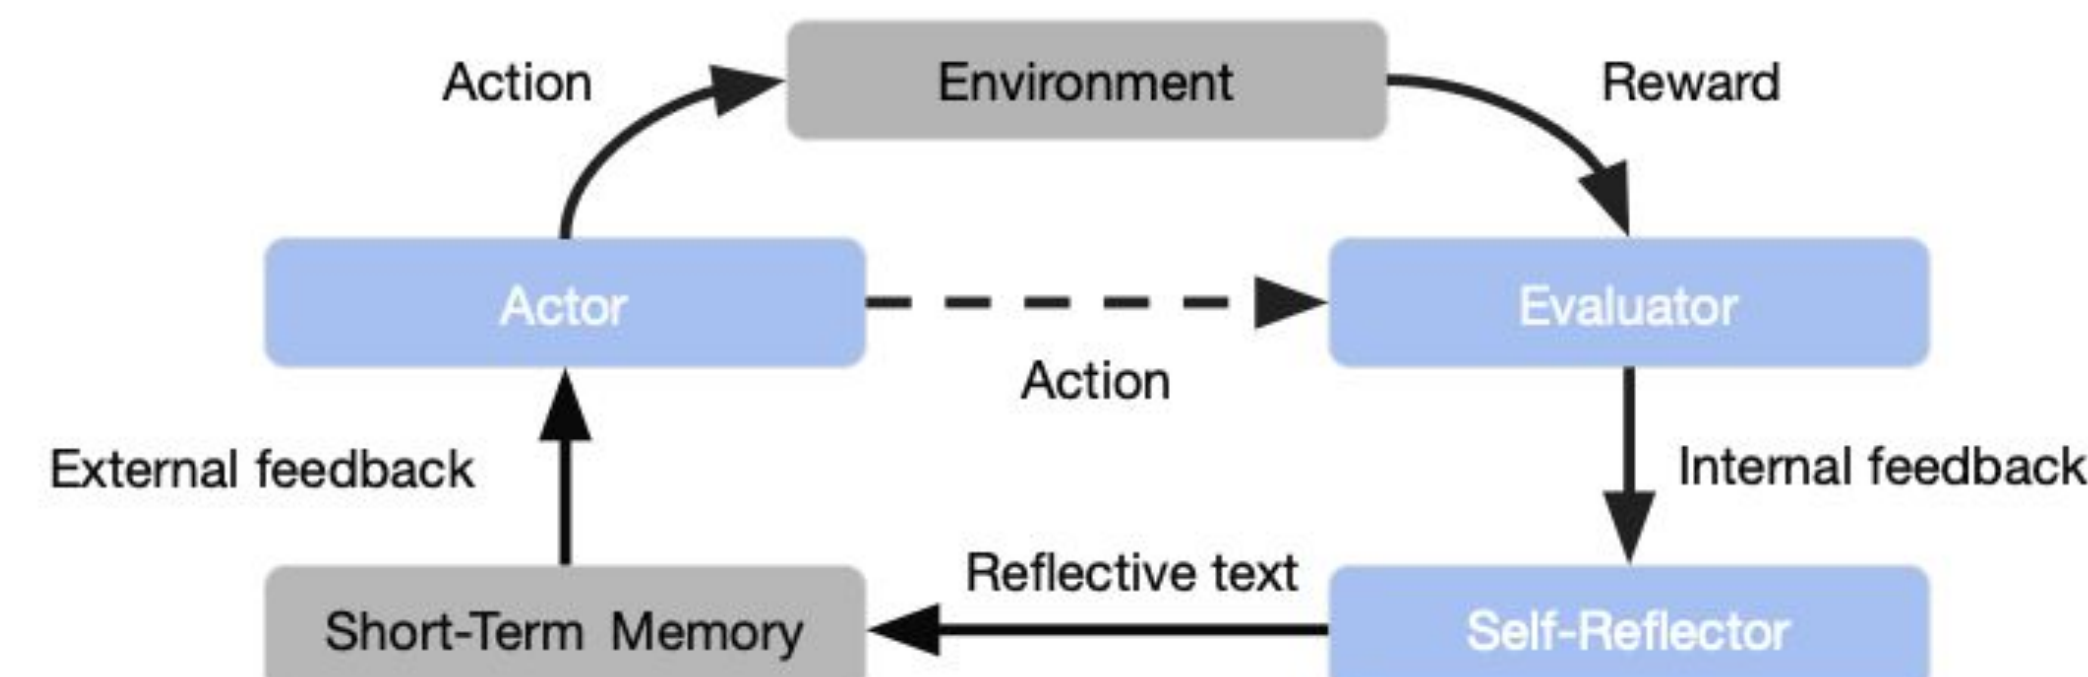 Action
Environment
Reward
Actor
Evaluator
Action
External feedback
Internal feedback
Reflective text
Short-Term Memory
Self-Reflector